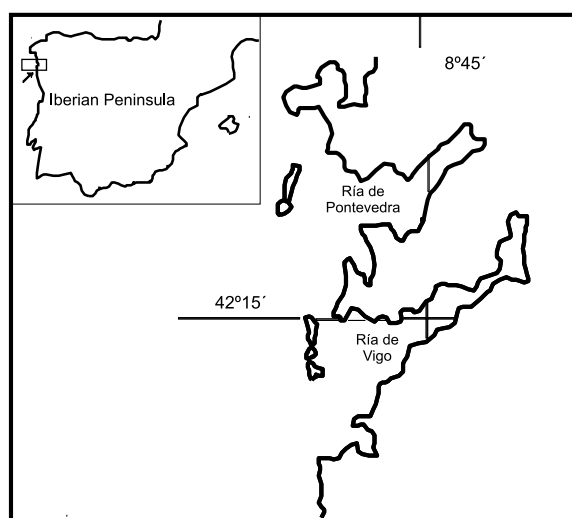 8º45´
Iberian Peninsula
Ría de
Pontevedra
42º15´
Ría de
Vigo